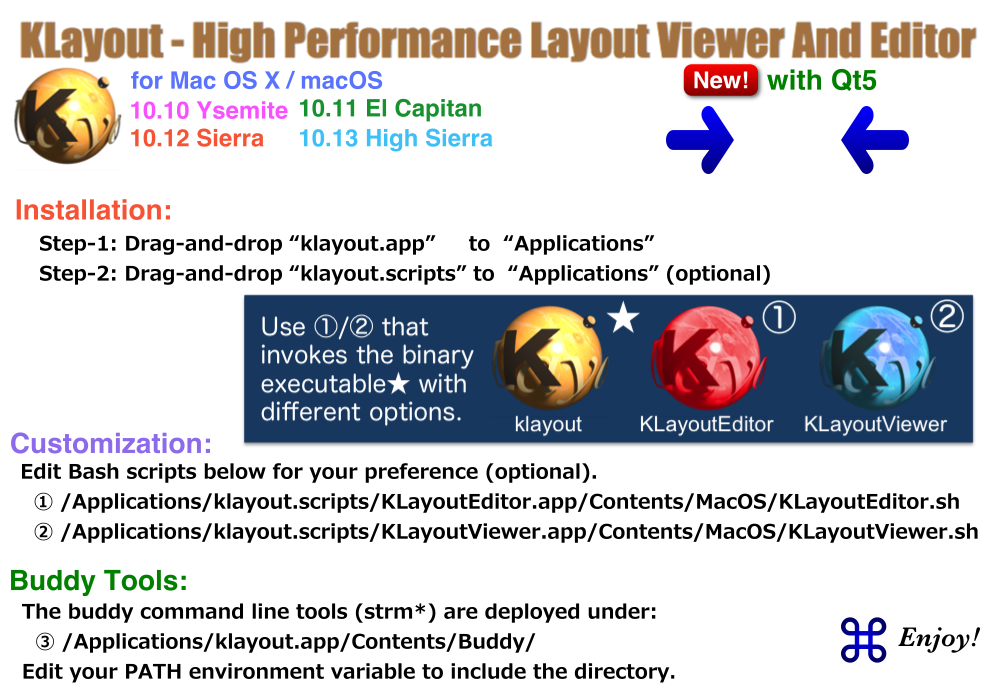 KLayout - High Performance Layout Viewer And Editor
for Mac OS X / macOS
10.10 Ysemite 10.11 El Capitan
10.12 Sierra 10.13 High Sierra
New! with Qt5
Installation:
Step-1: Drag-and-drop “klayout.app” to “Applications”
Step-2: Drag-and-drop “klayout.scripts” to “Applications” (optional)
Use ①/② that
invokes the binary
executable★ with
different options.
★ ① ②
klayout KLayoutEditor KLayoutViewer
Customization:
Edit Bash scripts below for your preference (optional).
① /Applications/klayout.scripts/KLayoutEditor.app/Contents/MacOS/KLayoutEditor.sh
② /Applications/klayout.scripts/KLayoutViewer.app/Contents/MacOS/KLayoutViewer.sh
Buddy Tools:
The buddy command line tools (strm*) are deployed under:
③ /Applications/klayout.app/Contents/Buddy/
Edit your PATH environment variable to include the directory.
⌘ Enjoy!